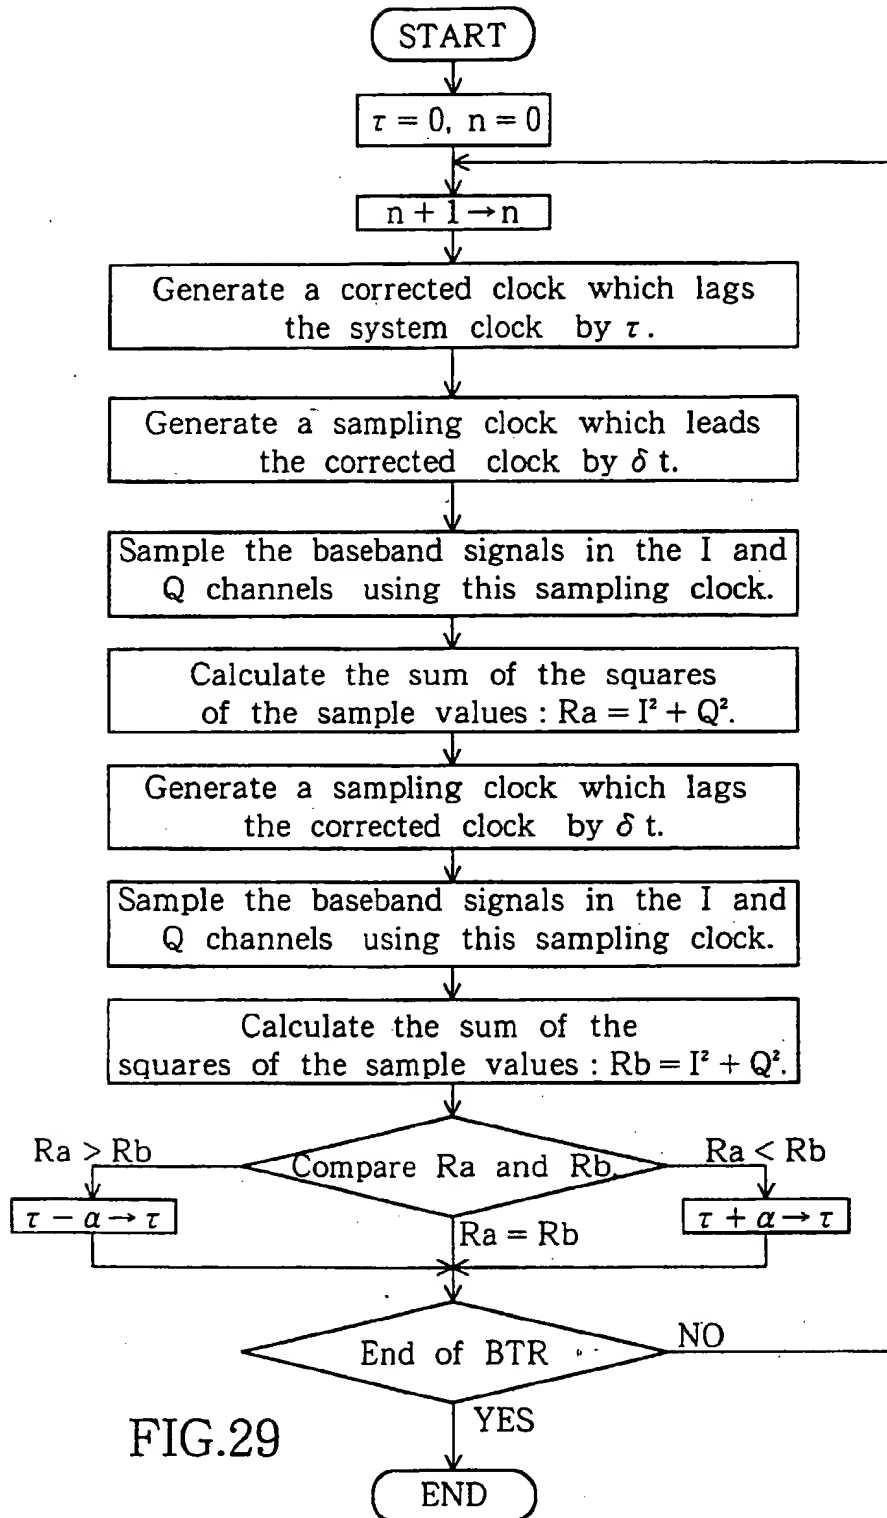 START
τ = 0, n = 0
n + 1 → n
Generate a corrected clock which lags
the system clock by τ.
Generate a sampling clock which leads
the corrected clock by δ t.
Sample the baseband signals in the I and
Q channels using this sampling clock.
Calculate the sum of the squares
of the sample values : Ra = I² + Q².
Generate a sampling clock which lags
the corrected clock by δ t.
Sample the baseband signals in the I and
Q channels using this sampling clock.
Calculate the sum of the
squares of the sample values : Rb = I² + Q².
Ra > Rb
Compare Ra and Rb.
Ra < Rb
τ − α → τ
τ + α → τ
Ra = Rb
End of BTR
NO
YES
FIG.29
END